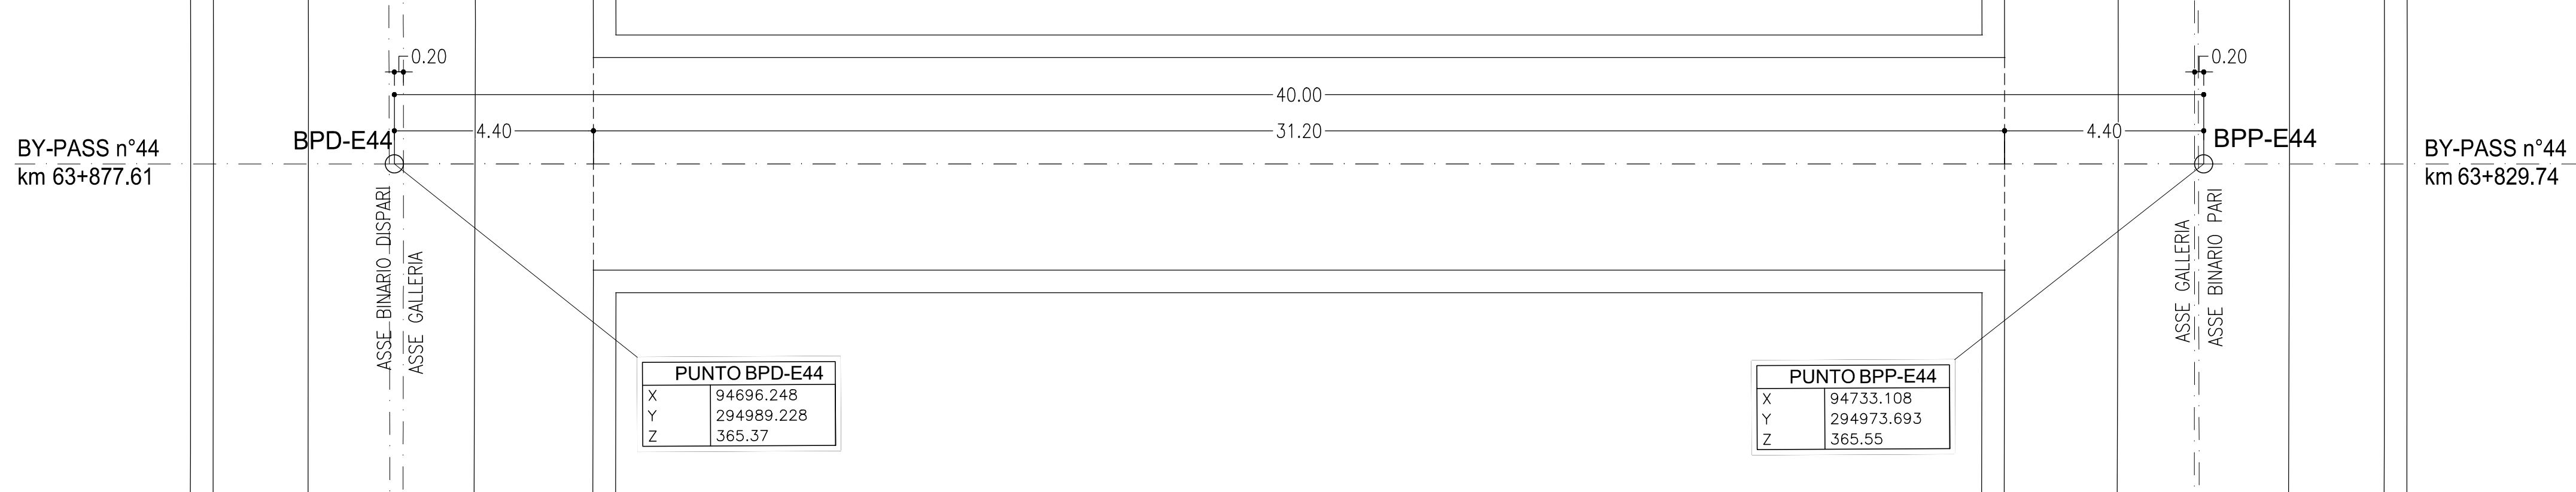 0.20
0.20
40.00
4.40
31.20
4.40
BPD-E44
BPP-E44
BY-PASS n°44
km 63+877.61
BY-PASS n°44
km 63+829.74
ASSE BINARIO DISPARI
ASSE GALLERIA
ASSE GALLERIA
ASSE BINARIO PARI
PUNTO BPD-E44
X 94696.248
Y 294989.228
Z 365.37
PUNTO BPP-E44
X 94733.108
Y 294973.693
Z 365.55